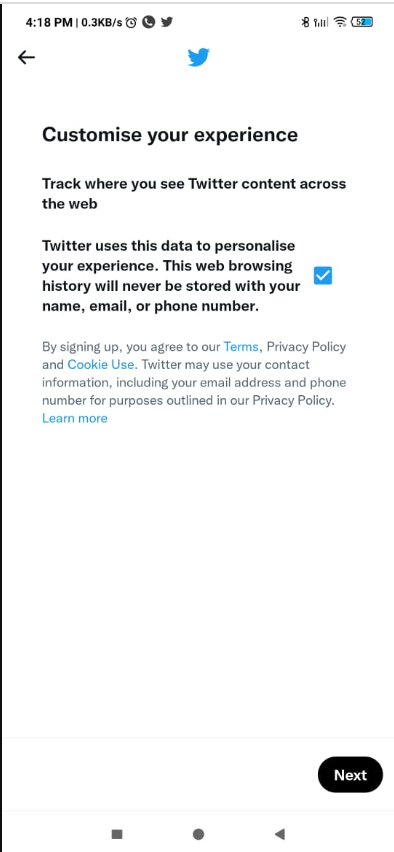 4:18 PM | 0.3KB/s
52
Customise your experience
Track where you see Twitter content across
the web
Twitter uses this data to personalise
your experience. This web browsing
history will never be stored with your
name, email, or phone number.
By signing up, you agree to our Terms, Privacy Policy
and Cookie Use. Twitter may use your contact
information, including your email address and phone
number for purposes outlined in our Privacy Policy.
Learn more
Next